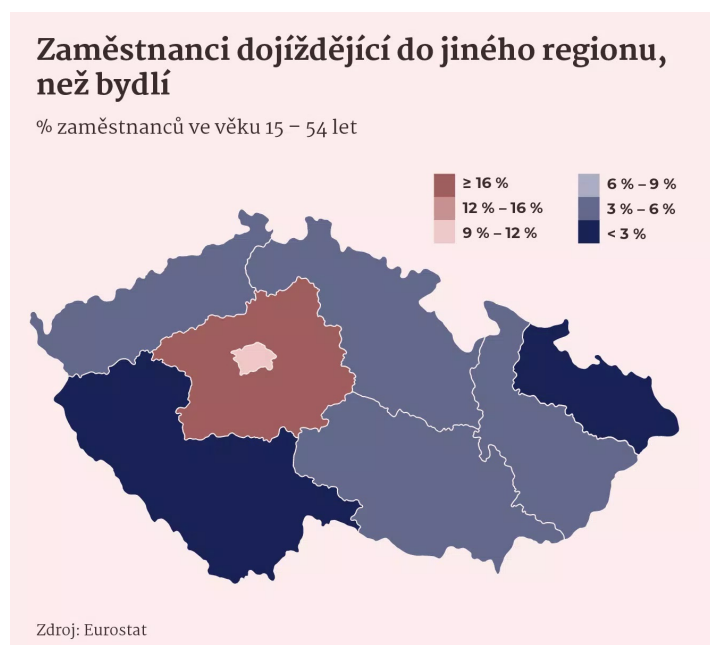 Zaměstnanci dojíždějící do jiného regionu,
než bydlí
% zaměstnanců ve věku 15 – 54 let
≥ 16 %
12 % – 16 %
9 % – 12 %
6 % – 9 %
3 % – 6 %
< 3 %
Zdroj: Eurostat